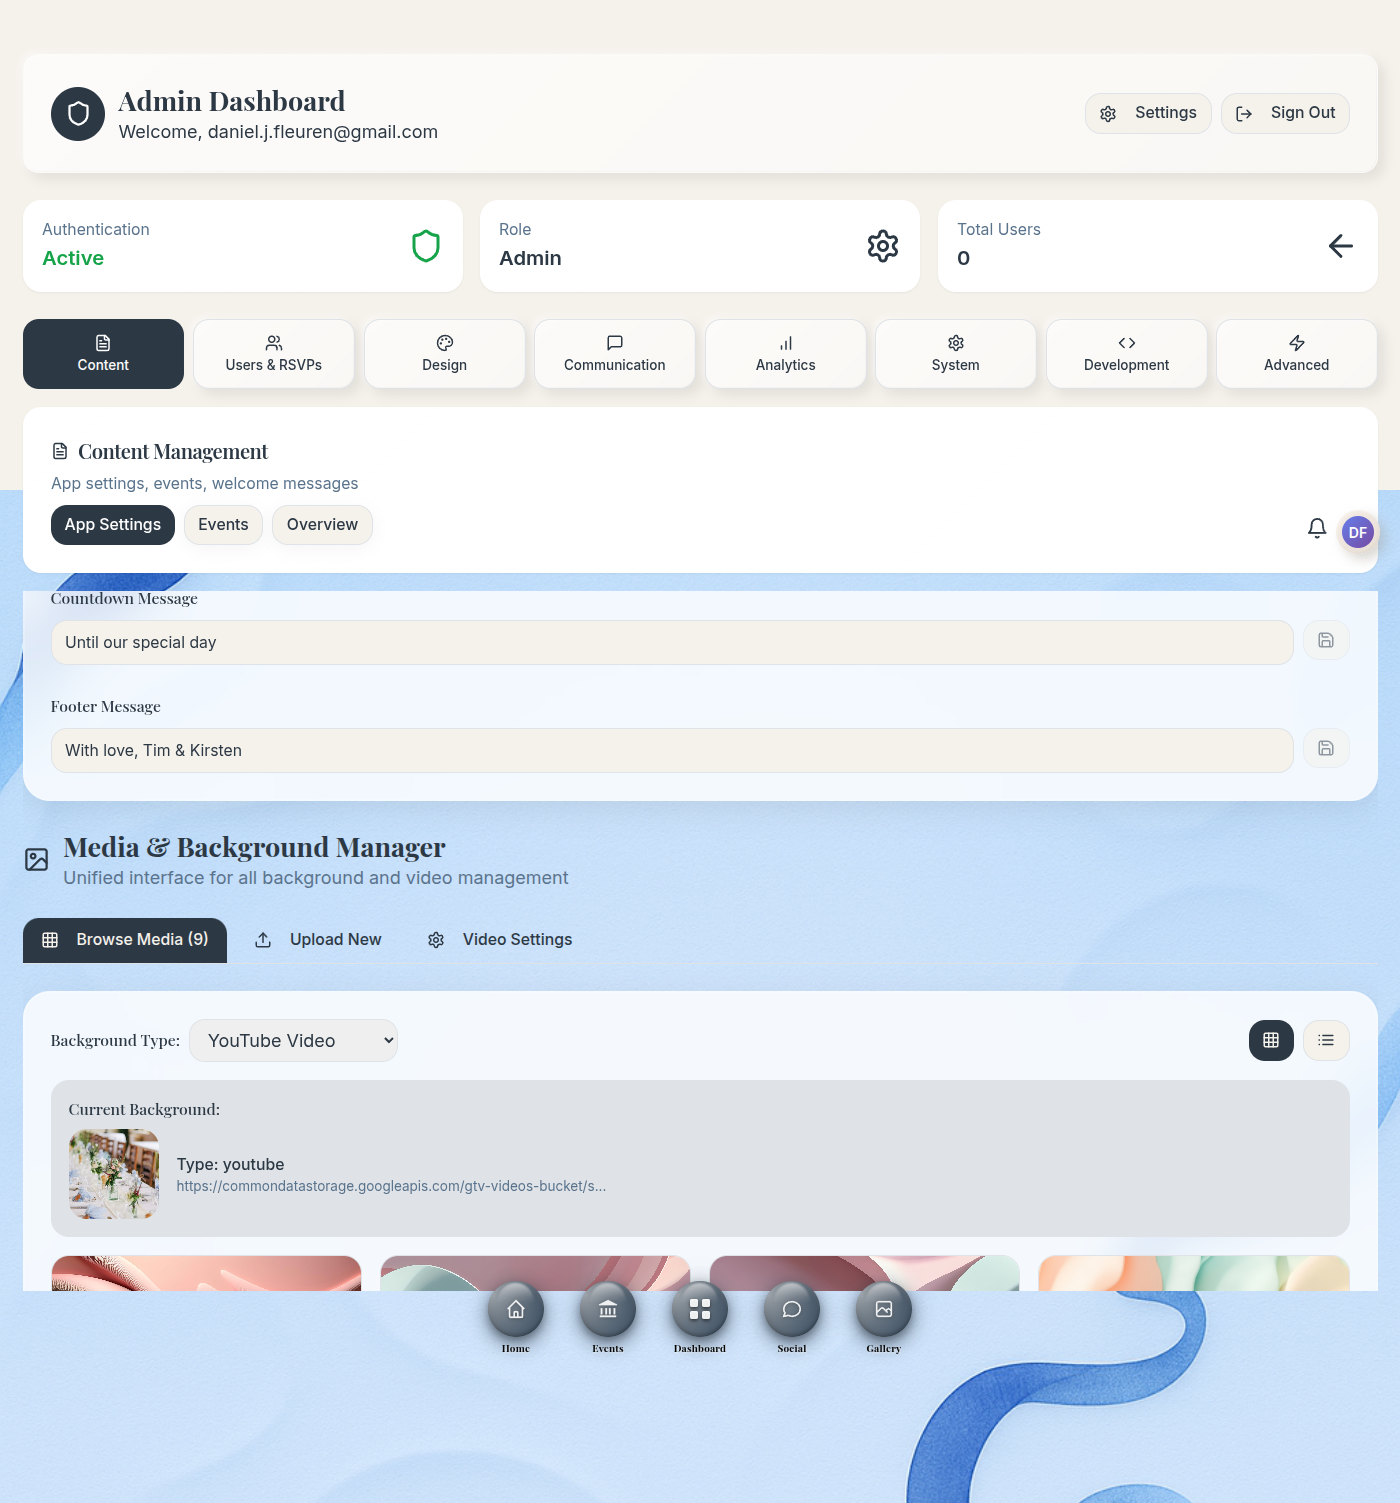 Admin Dashboard
Welcome, daniel.j.fleuren@gmail.com
Settings
Sign Out
Authentication
Active
Role
Admin
Total Users
0
Content
Users & RSVPs
Design
Communication
Analytics
System
Development
Advanced
Content Management
App settings, events, welcome messages
App Settings
Events
Overview
DF
Countdown Message
Until our special day
Footer Message
With love, Tim & Kirsten
Media & Background Manager
Unified interface for all background and video management
Browse Media (9)
Upload New
Video Settings
Background Type:
YouTube Video
Current Background:
Type: youtube
https://commondatastorage.googleapis.com/gtv-videos-bucket/s...
Home
Events
Dashboard
Social
Gallery